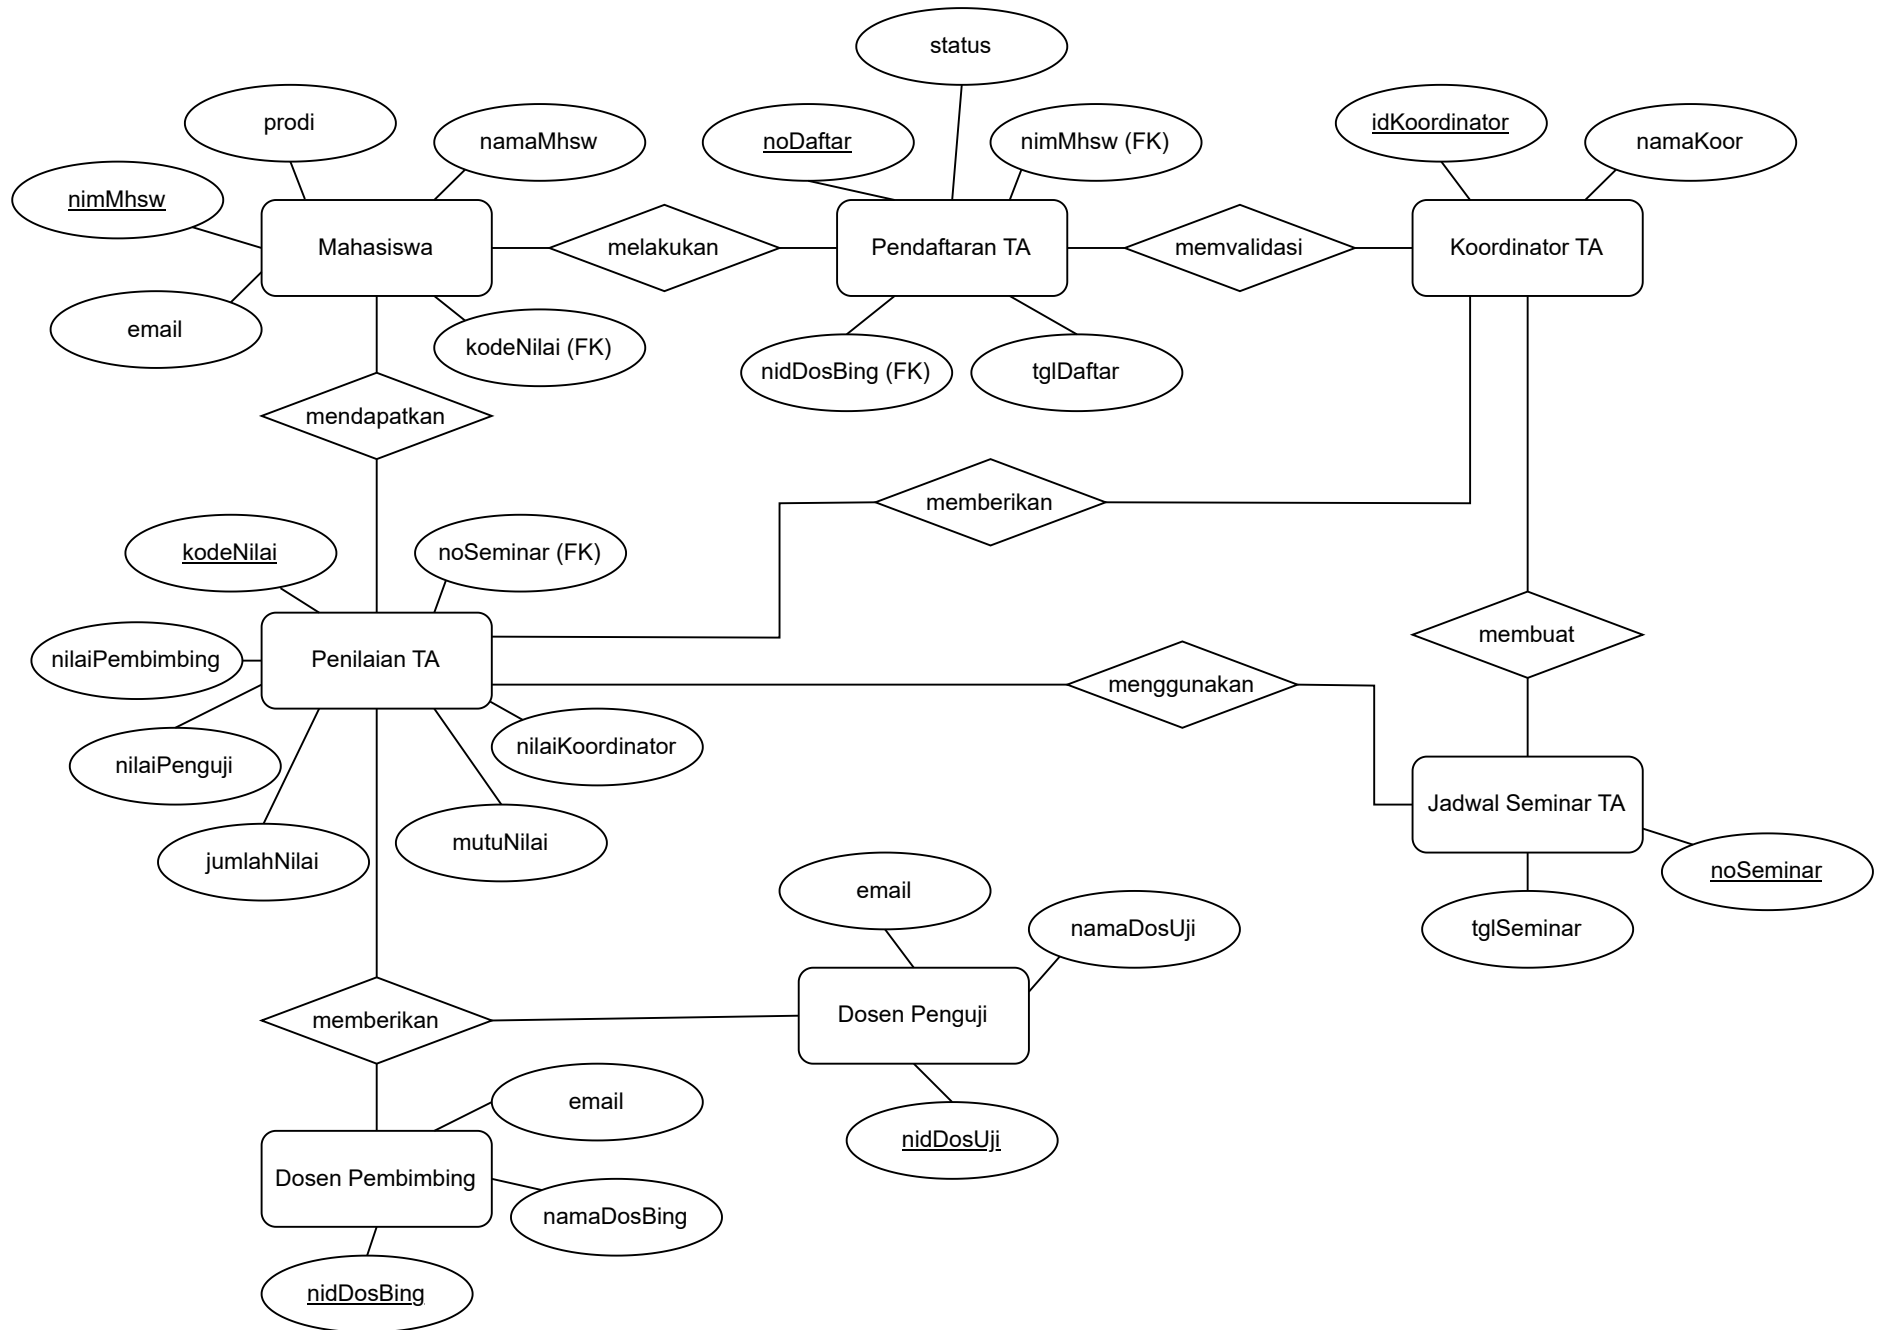 status
prodi
namaMhsw
noDaftar
nimMhsw (FK)
idKoordinator
namaKoor
nimMhsw
Mahasiswa
melakukan
Pendaftaran TA
memvalidasi
Koordinator TA
email
kodeNilai (FK)
nidDosBing (FK)
tglDaftar
mendapatkan
memberikan
kodeNilai
noSeminar (FK)
membuat
nilaiPembimbing
Penilaian TA
menggunakan
nilaiPenguji
nilaiKoordinator
Jadwal Seminar TA
jumlahNilai
mutuNilai
noSeminar
email
namaDosUji
tglSeminar
memberikan
Dosen Penguji
email
nidDosUji
Dosen Pembimbing
namaDosBing
nidDosBing